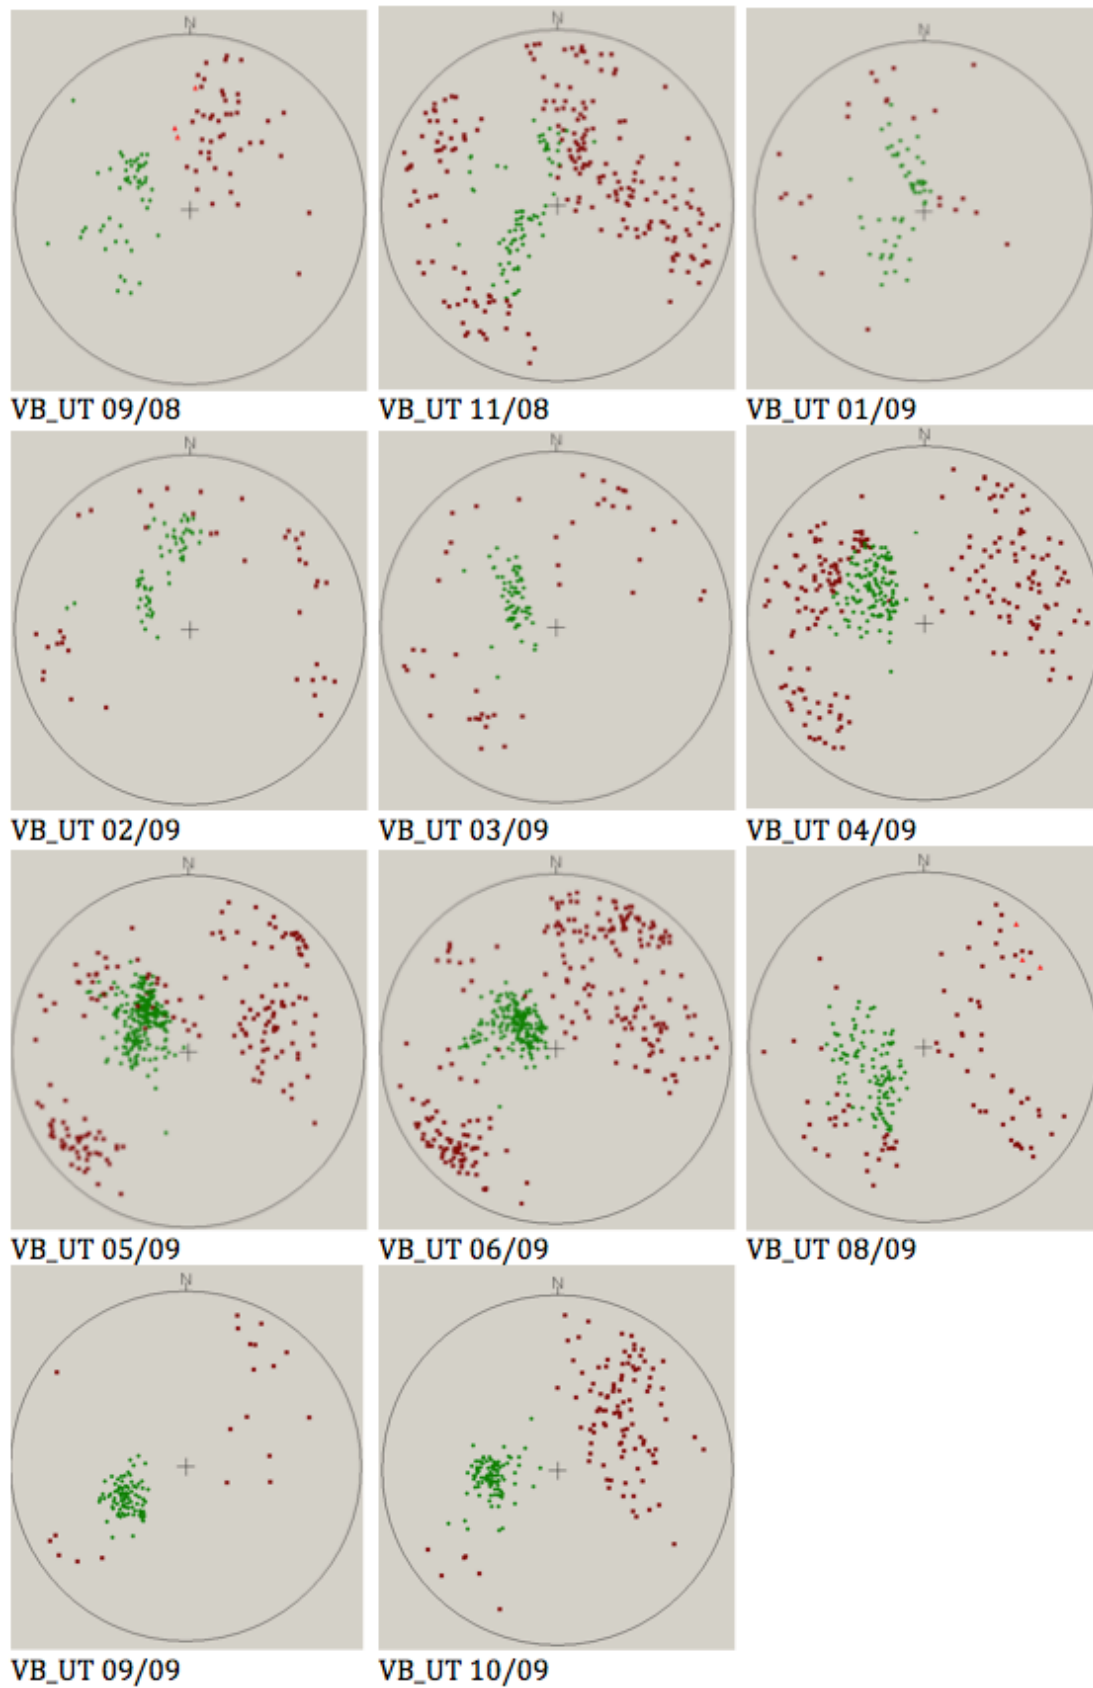 N N N
VB_UT 09/08 VB_UT 11/08 VB_UT 01/09
N N N
VB_UT 02/09 VB_UT 03/09 VB_UT 04/09
N N N
VB_UT 05/09 VB_UT 06/09 VB_UT 08/09
N N
VB_UT 09/09 VB_UT 10/09